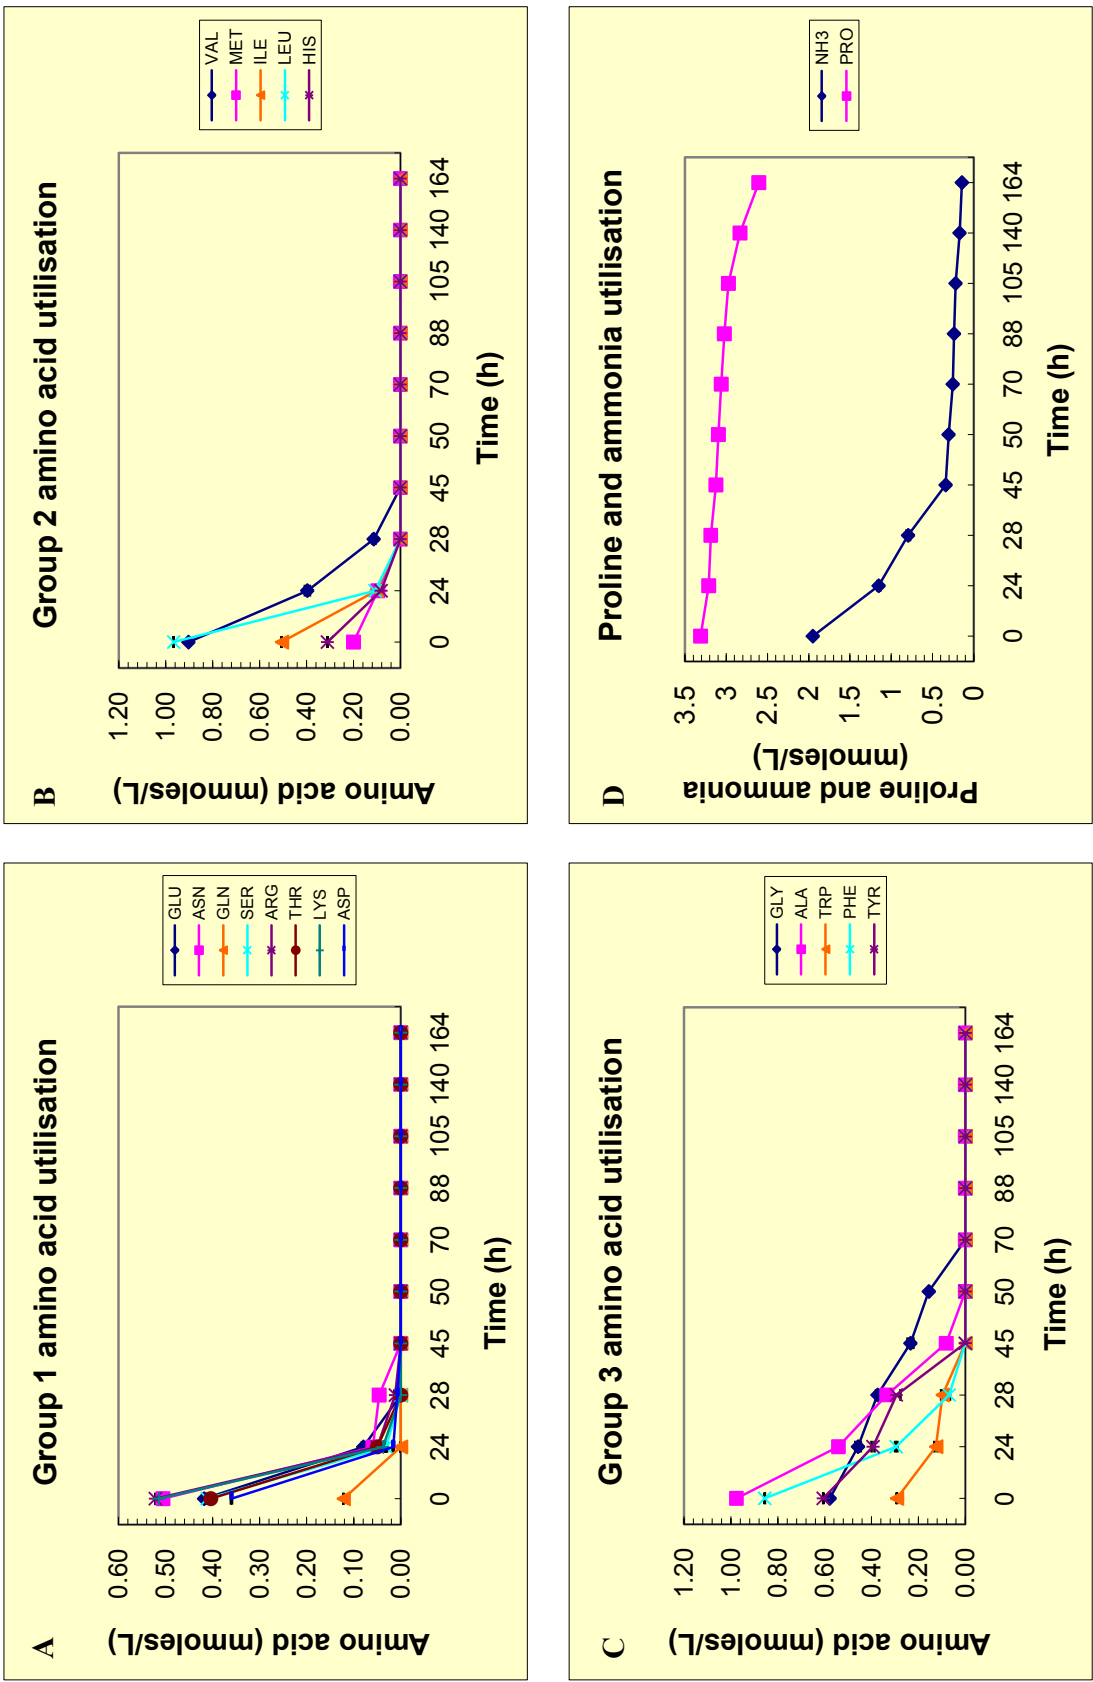 A
Group 1 amino acid utilisation
Amino acid (mmoles/L)
0.60
0.50
0.40
0.30
0.20
0.10
0.00
0 24 28 45 50 70 88 105 140 164
Time (h)
GLU
ASN
GLN
SER
ARG
THR
LYS
ASP
B
Group 2 amino acid utilisation
Amino acid (mmoles/L)
1.20
1.00
0.80
0.60
0.40
0.20
0.00
0 24 28 45 50 70 88 105 140 164
Time (h)
VAL
MET
ILE
LEU
HIS
C
Group 3 amino acid utilisation
Amino acid (mmoles/L)
1.20
1.00
0.80
0.60
0.40
0.20
0.00
0 24 28 45 50 70 88 105 140 164
Time (h)
GLY
ALA
TRP
PHE
TYR
D
Proline and ammonia utilisation
Proline and ammonia
(mmoles/L)
3.5
3
2.5
2
1.5
1
0.5
0
0 24 28 45 50 70 88 105 140 164
Time (h)
NH3
PRO